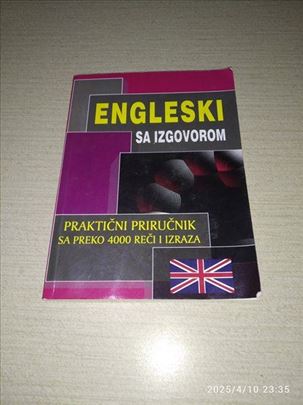 ENGLESKI
SA IZGOVOROM
PRAKTIČNI PRIRUČNIK
SA PREKO 4000 REČI I IZRAZA
2025/4/10 23:35